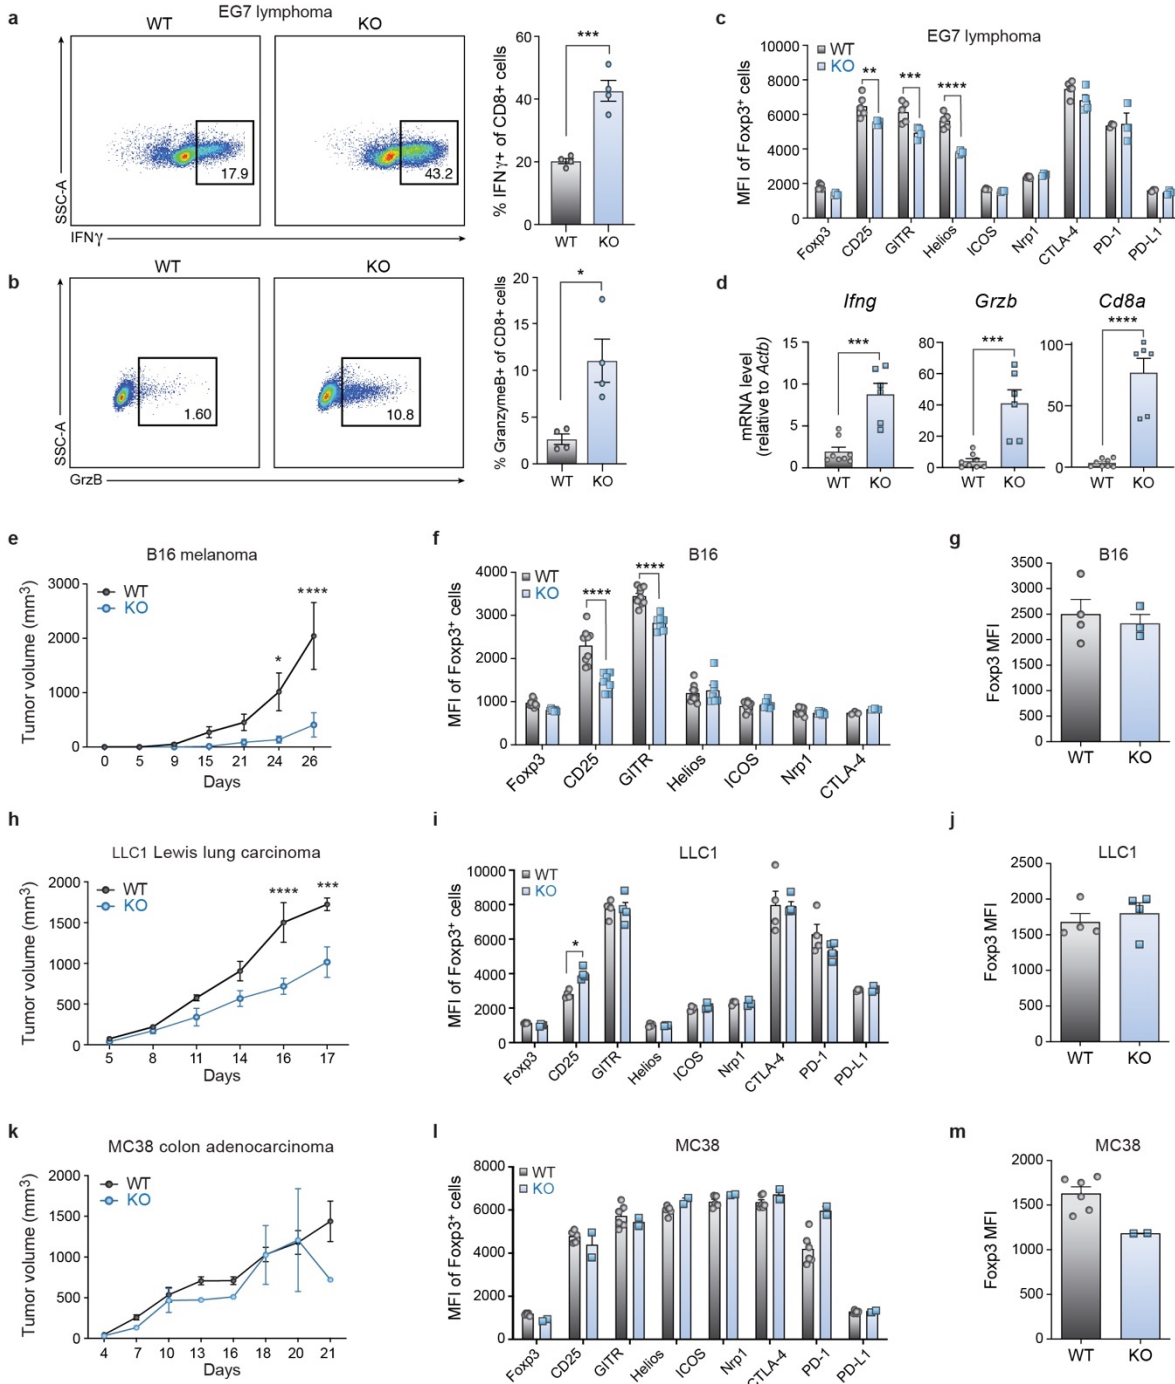 a
EG7 lymphoma
WT
KO
***
SSC-A
17.9
43.2
IFNγ
% IFNγ+ of CD8+ cells
60
40
20
0
WT
KO
b
WT
KO
*
SSC-A
1.60
10.8
GrzB
% GranzymeB+ of CD8+ cells
20
15
10
5
0
WT
KO
c
EG7 lymphoma
WT
KO
MFI of Foxp3+ cells
10000
8000
6000
4000
2000
0
**
***
****
Foxp3
CD25
GITR
Helios
ICOS
Nrp1
CTLA-4
PD-1
PD-L1
d
Ifng
Grzb
Cd8a
mRNA level
(relative to Actb)
15
10
5
0
***
WT
KO
80
60
40
20
0
***
WT
KO
100
50
0
****
WT
KO
e
B16 melanoma
WT
KO
Tumor volume (mm3)
3000
2000
1000
0
*
****
0 5 9 15 21 24 26
Days
f
B16
WT
KO
MFI of Foxp3+ cells
4000
3000
2000
1000
0
****
****
Foxp3
CD25
GITR
Helios
ICOS
Nrp1
CTLA-4
g
B16
Foxp3 MFI
3500
3000
2500
2000
1500
1000
500
0
WT
KO
h
LLC1 Lewis lung carcinoma
WT
KO
Tumor volume (mm3)
2000
1500
1000
500
0
****
***
5 8 11 14 16 17
Days
i
LLC1
WT
KO
MFI of Foxp3+ cells
10000
8000
6000
4000
2000
0
*
Foxp3
CD25
GITR
Helios
ICOS
Nrp1
CTLA-4
PD-1
PD-L1
j
LLC1
Foxp3 MFI
2500
2000
1500
1000
500
0
WT
KO
k
MC38 colon adenocarcinoma
WT
KO
Tumor volume (mm3)
2000
1500
1000
500
0
4 7 10 13 16 18 20 21
Days
l
MC38
WT
KO
MFI of Foxp3+ cells
8000
6000
4000
2000
0
Foxp3
CD25
GITR
Helios
ICOS
Nrp1
CTLA-4
PD-1
PD-L1
m
MC38
Foxp3 MFI
2000
1500
1000
500
0
WT
KO